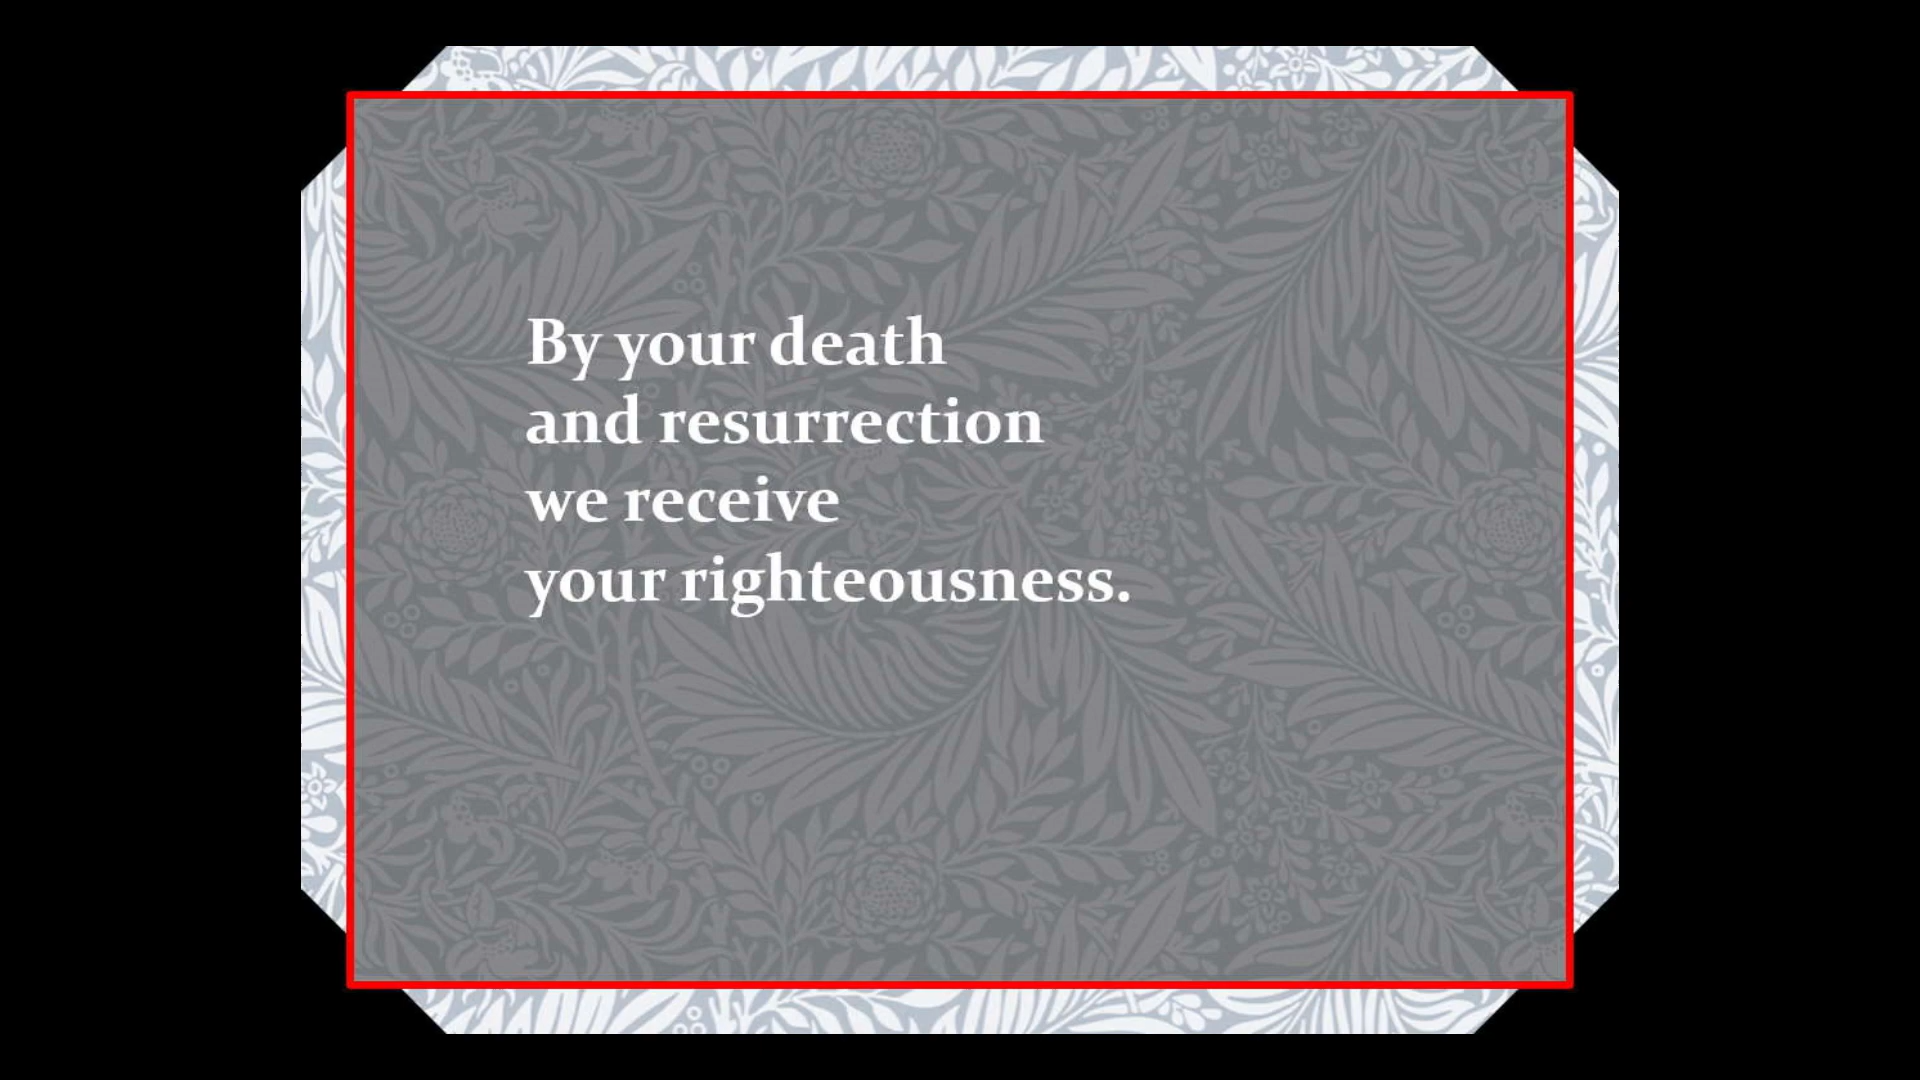 By your death
and resurrection
we receive
your righteousness.